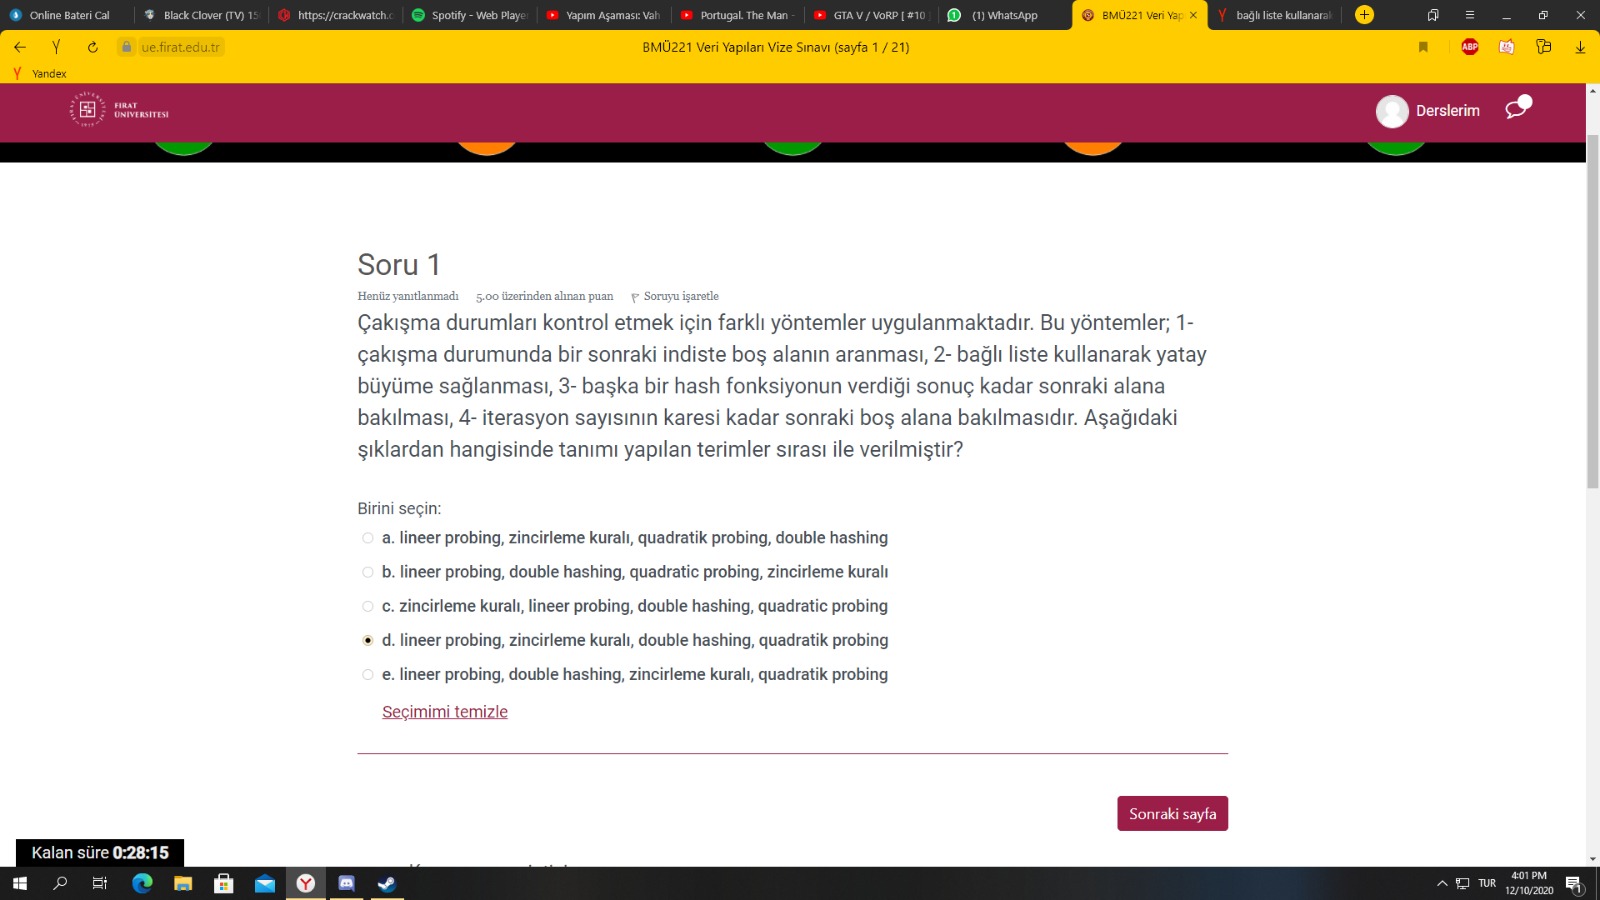 Online Bateri Cal
Black Clover (TV) 15
https://crackwatch.c
Spotify - Web Playe
Yapım Aşaması: Vah
Portugal. The Man -
GTA V / VoRP [ #10
(1) WhatsApp
BMÜ221 Veri Yap
bağlı liste kullanara
ue.firat.edu.tr
BMÜ221 Veri Yapıları Vize Sınavı (sayfa 1 / 21)
ABP
Yandex
FIRAT
ÜNİVERSİTESİ
Derslerim
Soru 1
Henüz yanıtlanmadı 5.00 üzerinden alınan puan Soruyu işaretle
Çakışma durumları kontrol etmek için farklı yöntemler uygulanmaktadır. Bu yöntemler; 1-
çakışma durumunda bir sonraki indiste boş alanın aranması, 2- bağlı liste kullanarak yatay
büyüme sağlanması, 3- başka bir hash fonksiyonun verdiği sonuç kadar sonraki alana
bakılması, 4- iterasyon sayısının karesi kadar sonraki boş alana bakılmasıdır. Aşağıdaki
şıklardan hangisinde tanımı yapılan terimler sırası ile verilmiştir?
Birini seçin:
a. lineer probing, zincirleme kuralı, quadratik probing, double hashing
b. lineer probing, double hashing, quadratic probing, zincirleme kuralı
c. zincirleme kuralı, lineer probing, double hashing, quadratic probing
d. lineer probing, zincirleme kuralı, double hashing, quadratik probing
e. lineer probing, double hashing, zincirleme kuralı, quadratik probing
Seçimimi temizle
Sonraki sayfa
Kalan süre 0:28:15
TUR
4:01 PM
12/10/2020
1